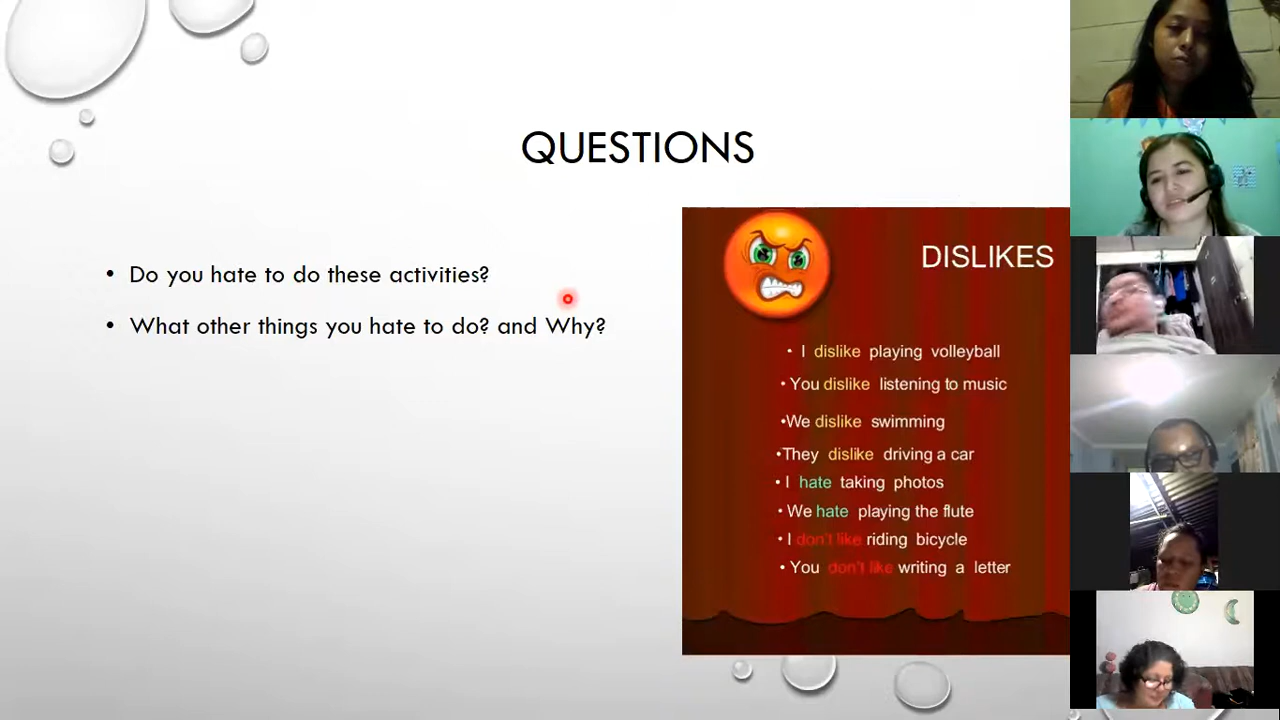 QUESTIONS
• Do you hate to do these activities?
• What other things you hate to do? and Why?
DISLIKES
• I dislike playing volleyball
• You dislike listening to music
•We dislike swimming
•They dislike driving a car
• I hate taking photos
• We hate playing the flute
• I don't like riding bicycle
• You don't like writing a letter